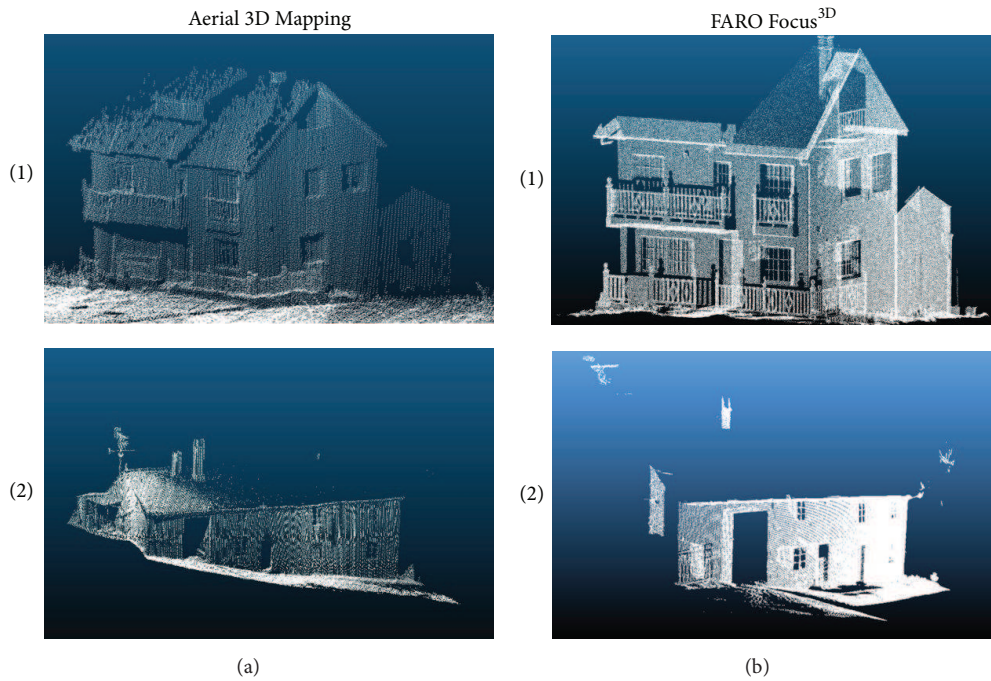 Aerial 3D Mapping
FARO Focus3D
(1)
(1)
(2)
(2)
(a)
(b)